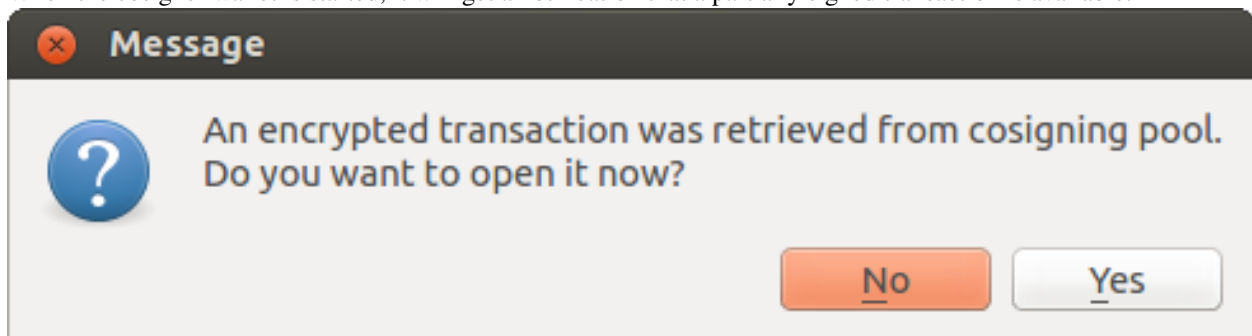 Message
An encrypted transaction was retrieved from cosigning pool.
Do you want to open it now?
No
Yes